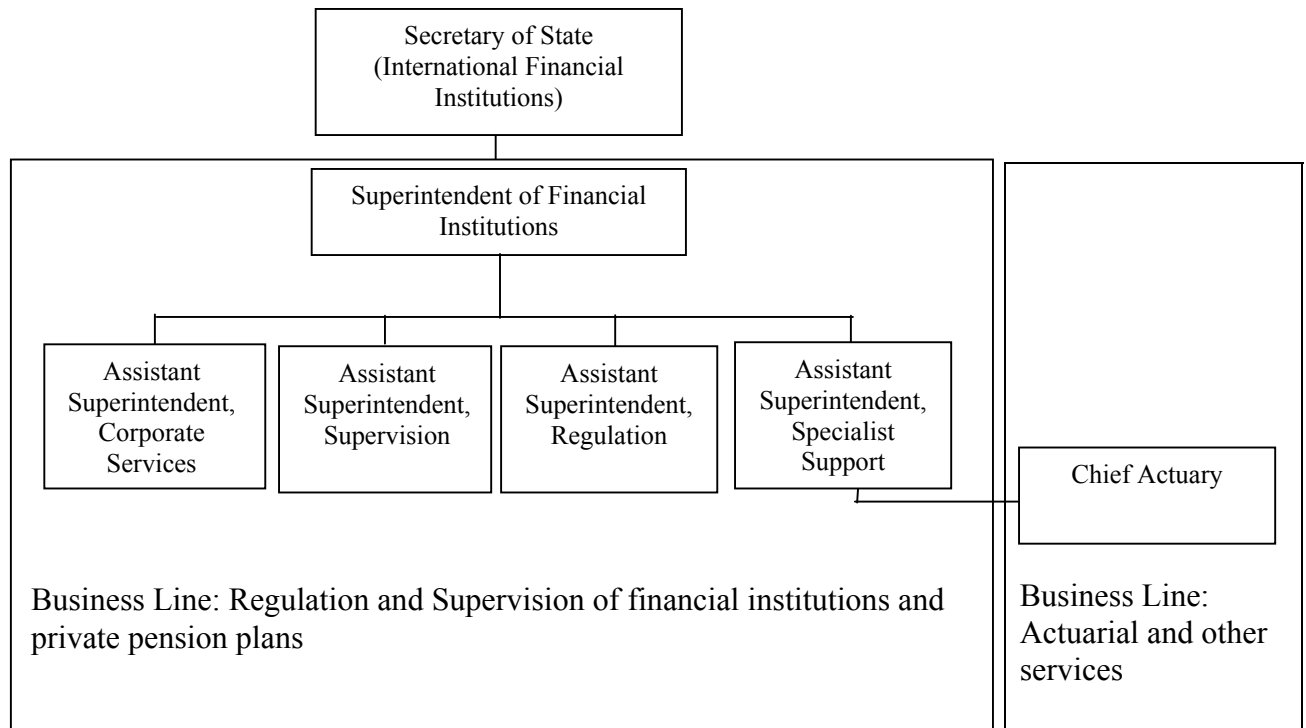 Secretary of State
(International Financial
Institutions)
Superintendent of Financial
Institutions
Assistant
Superintendent,
Corporate
Services
Assistant
Superintendent,
Supervision
Assistant
Superintendent,
Regulation
Assistant
Superintendent,
Specialist
Support
Chief Actuary
Business Line: Regulation and Supervision of financial institutions and
private pension plans
Business Line:
Actuarial and other
services